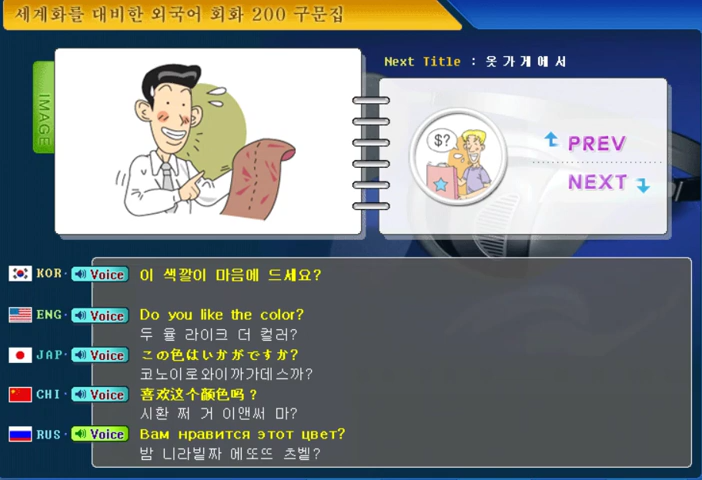 세계화를 대비한 외국어 회화 200 구문집
Next Title : 옷가게에서
IMAGE
$?
PREV
NEXT
KOR · Voice 이 색깔이 마음에 드세요?
ENG · Voice Do you like the color?
두 율 라이크 더 컬러?
JAP · Voice この色はいかがですか?
코노이로와이까가데스까?
CHI · Voice 喜欢这个颜色吗 ?
시환 쩌 거 이앤써 마?
RUS · Voice Вам нравится этот цвет?
밤 니라빝짜 에또뜨 츠벹?